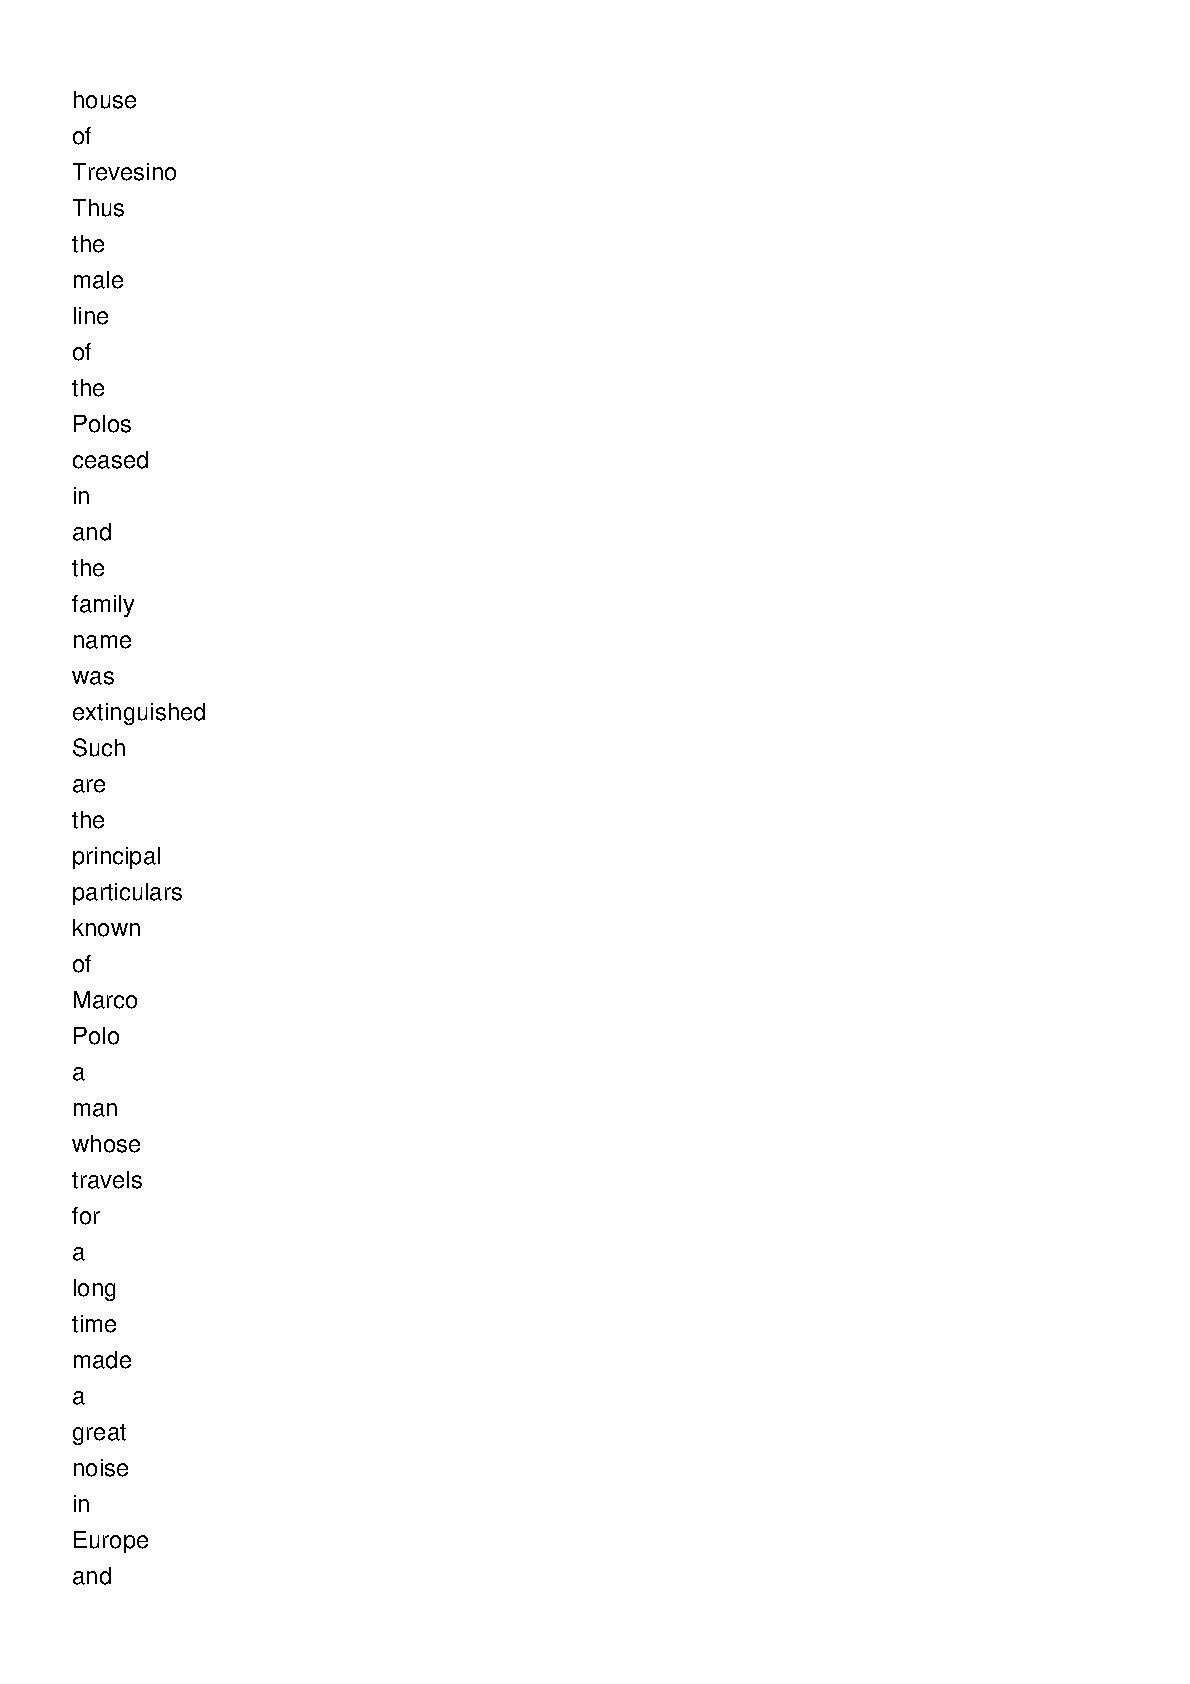 house
of
Trevesino
Thus
the
male
line
of
the
Polos
ceased
in
and
the
family
name
was
extinguished
Such
are
the
principal
particulars
known
of
Marco
Polo
a
man
whose
travels
for
a
long
time
made
a
great
noise
in
Europe
and